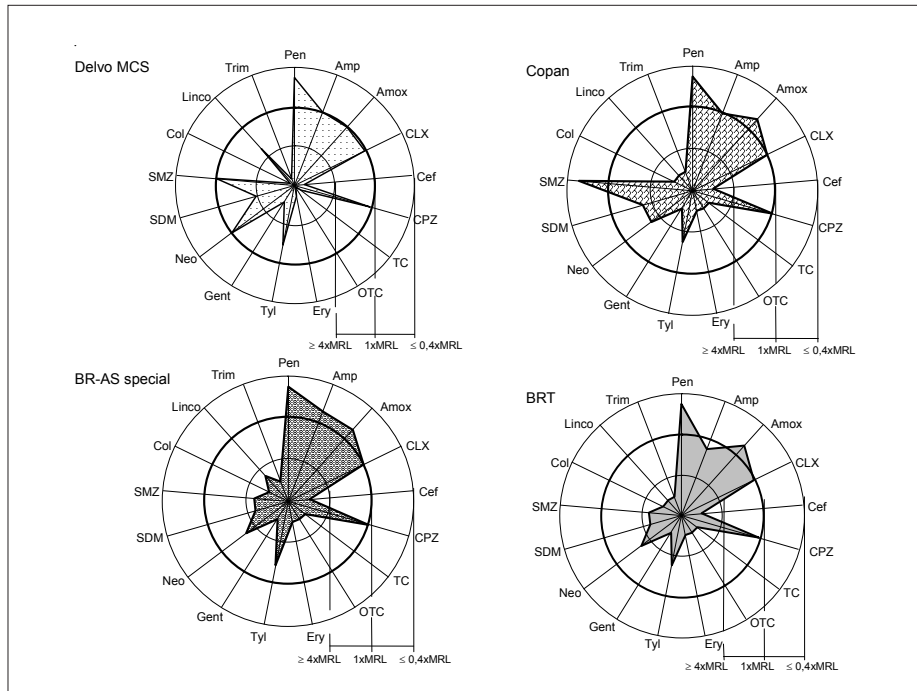 Delvo MCS
Pen
Amp
Amox
CLX
Cef
CPZ
TC
OTC
Ery
Tyl
Gent
Neo
SDM
SMZ
Col
Linco
Trim
≥ 4xMRL 1xMRL ≤ 0,4xMRL
Copan
Pen
Amp
Amox
CLX
Cef
CPZ
TC
OTC
Ery
Tyl
Gent
Neo
SDM
SMZ
Col
Linco
Trim
≥ 4xMRL 1xMRL ≤ 0,4xMRL
BR-AS special
Pen
Amp
Amox
CLX
Cef
CPZ
TC
OTC
Ery
Tyl
Gent
Neo
SDM
SMZ
Col
Linco
Trim
≥ 4xMRL 1xMRL ≤ 0,4xMRL
BRT
Pen
Amp
Amox
CLX
Cef
CPZ
TC
OTC
Ery
Tyl
Gent
Neo
SDM
SMZ
Col
Linco
Trim
≥ 4xMRL 1xMRL ≤ 0,4xMRL